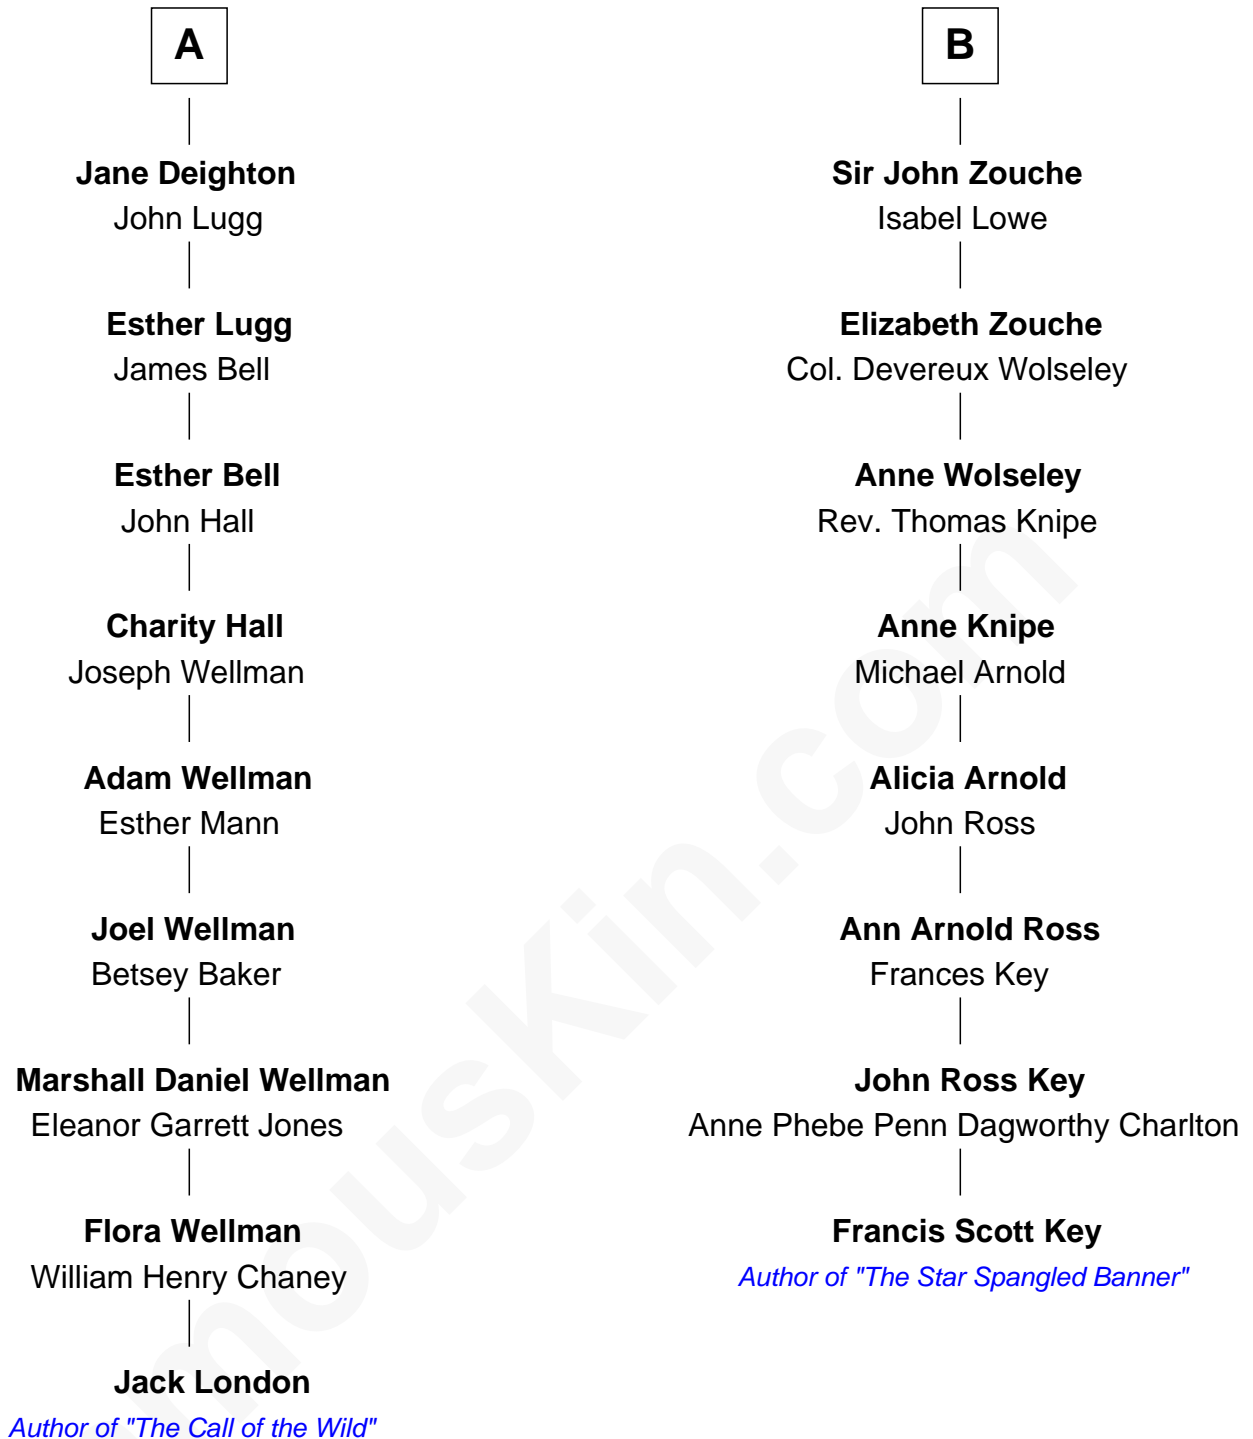 A
Jane Deighton
John Lugg
Esther Lugg
James Bell
Esther Bell
John Hall
Charity Hall
Joseph Wellman
Adam Wellman
Esther Mann
Joel Wellman
Betsey Baker
Marshall Daniel Wellman
Eleanor Garrett Jones
Flora Wellman
William Henry Chaney
Jack London
Author of "The Call of the Wild"
B
Sir John Zouche
Isabel Lowe
Elizabeth Zouche
Col. Devereux Wolseley
Anne Wolseley
Rev. Thomas Knipe
Anne Knipe
Michael Arnold
Alicia Arnold
John Ross
Ann Arnold Ross
Frances Key
John Ross Key
Anne Phebe Penn Dagworthy Charlton
Francis Scott Key
Author of "The Star Spangled Banner"
mousKin.com